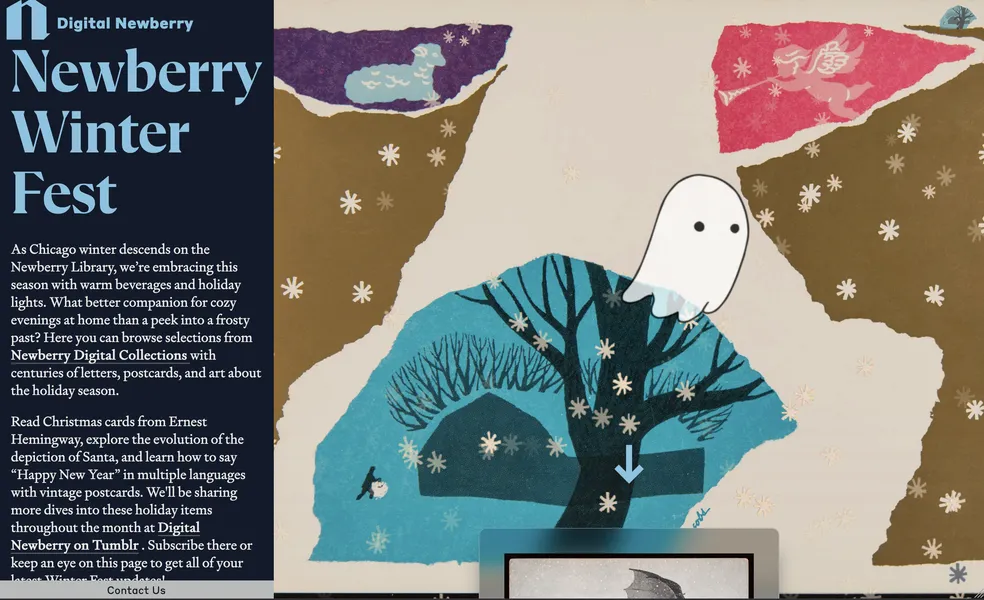 Digital Newberry
Newberry
Winter
Fest
As Chicago winter descends on the
Newberry Library, we're embracing this
season with warm beverages and holiday
lights. What better companion for cozy
evenings at home than a peek into a frosty
past? Here you can browse selections from
Newberry Digital Collections with
centuries of letters, postcards, and art about
the holiday season.
Read Christmas cards from Ernest
Hemingway, explore the evolution of the
depiction of Santa, and learn how to say
“Happy New Year” in multiple languages
with vintage postcards. We'll be sharing
more dives into these holiday items
throughout the month at Digital
Newberry on Tumblr . Subscribe there or
keep an eye on this page to get all of your
latest Winter Fest updates!
Contact Us